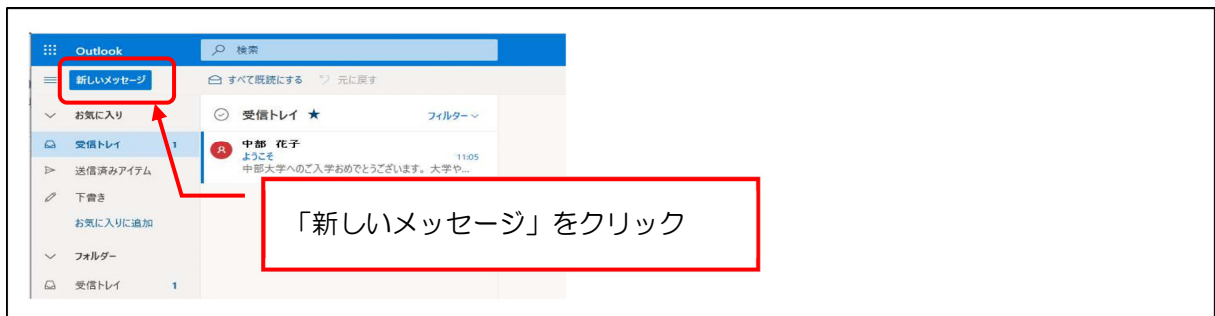 Outlook
検索
新しいメッセージ
すべて既読にする 元に戻す
お気に入り
受信トレイ 1
送信済みアイテム
下書き
お気に入りに追加
フォルダー
受信トレイ 1
受信トレイ ★ フィルター
A
中部 花子
ようこそ 11:05
中部大学へのご入学おめでとうございます。大学や...
「新しいメッセージ」をクリック